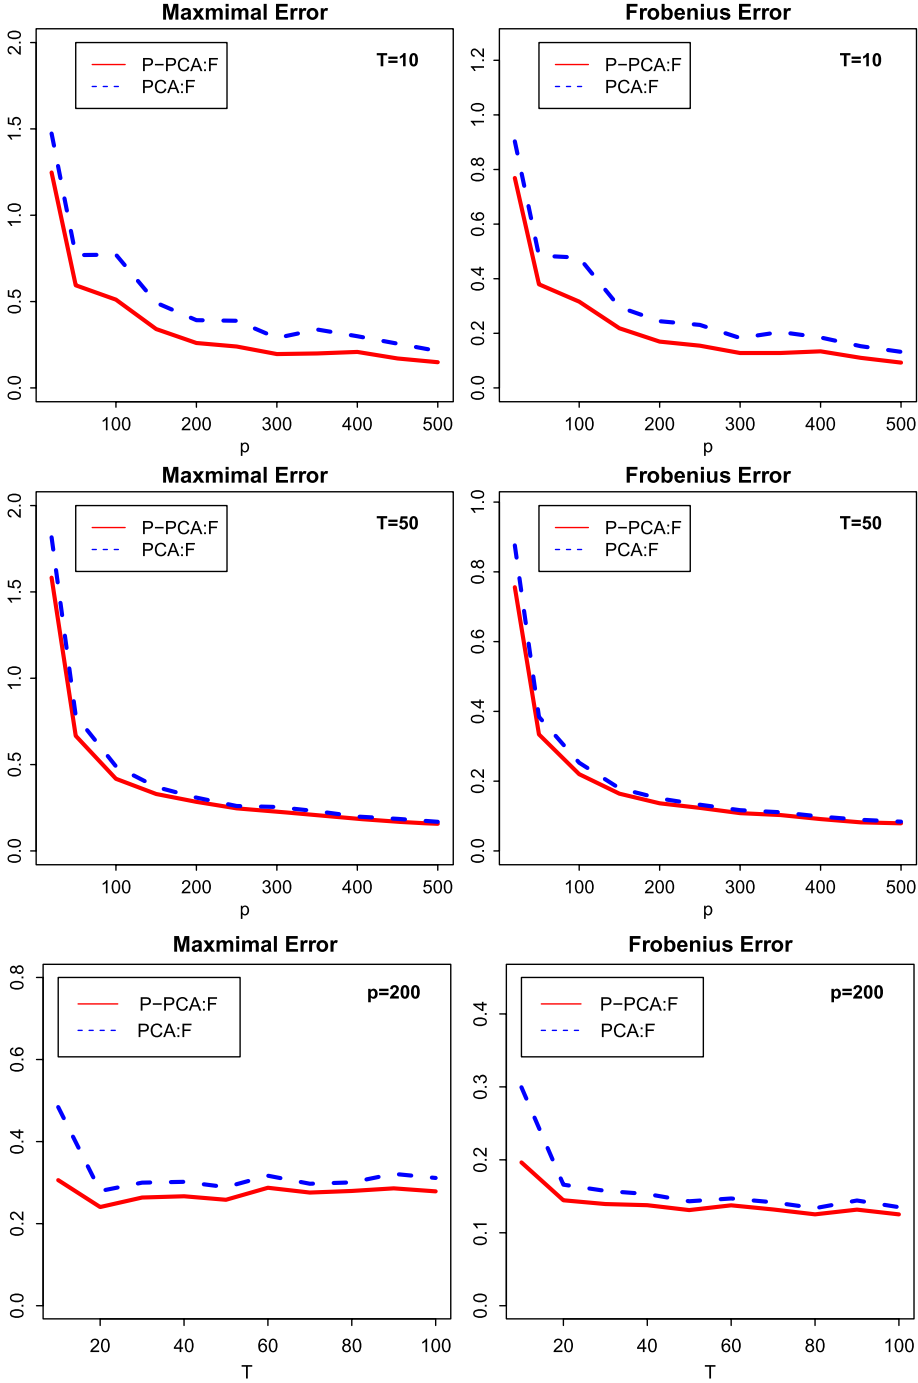 Maxmimal Error
P−PCA:F
PCA:F
T=10
0.0 0.5 1.0 1.5 2.0
100 200 300 400 500
p
Frobenius Error
P−PCA:F
PCA:F
T=10
0.0 0.2 0.4 0.6 0.8 1.0 1.2
100 200 300 400 500
p
Maxmimal Error
P−PCA:F
PCA:F
T=50
0.0 0.5 1.0 1.5 2.0
100 200 300 400 500
p
Frobenius Error
P−PCA:F
PCA:F
T=50
0.0 0.2 0.4 0.6 0.8 1.0
100 200 300 400 500
p
Maxmimal Error
P−PCA:F
PCA:F
p=200
0.0 0.2 0.4 0.6 0.8
20 40 60 80 100
T
Frobenius Error
P−PCA:F
PCA:F
p=200
0.0 0.1 0.2 0.3 0.4
20 40 60 80 100
T